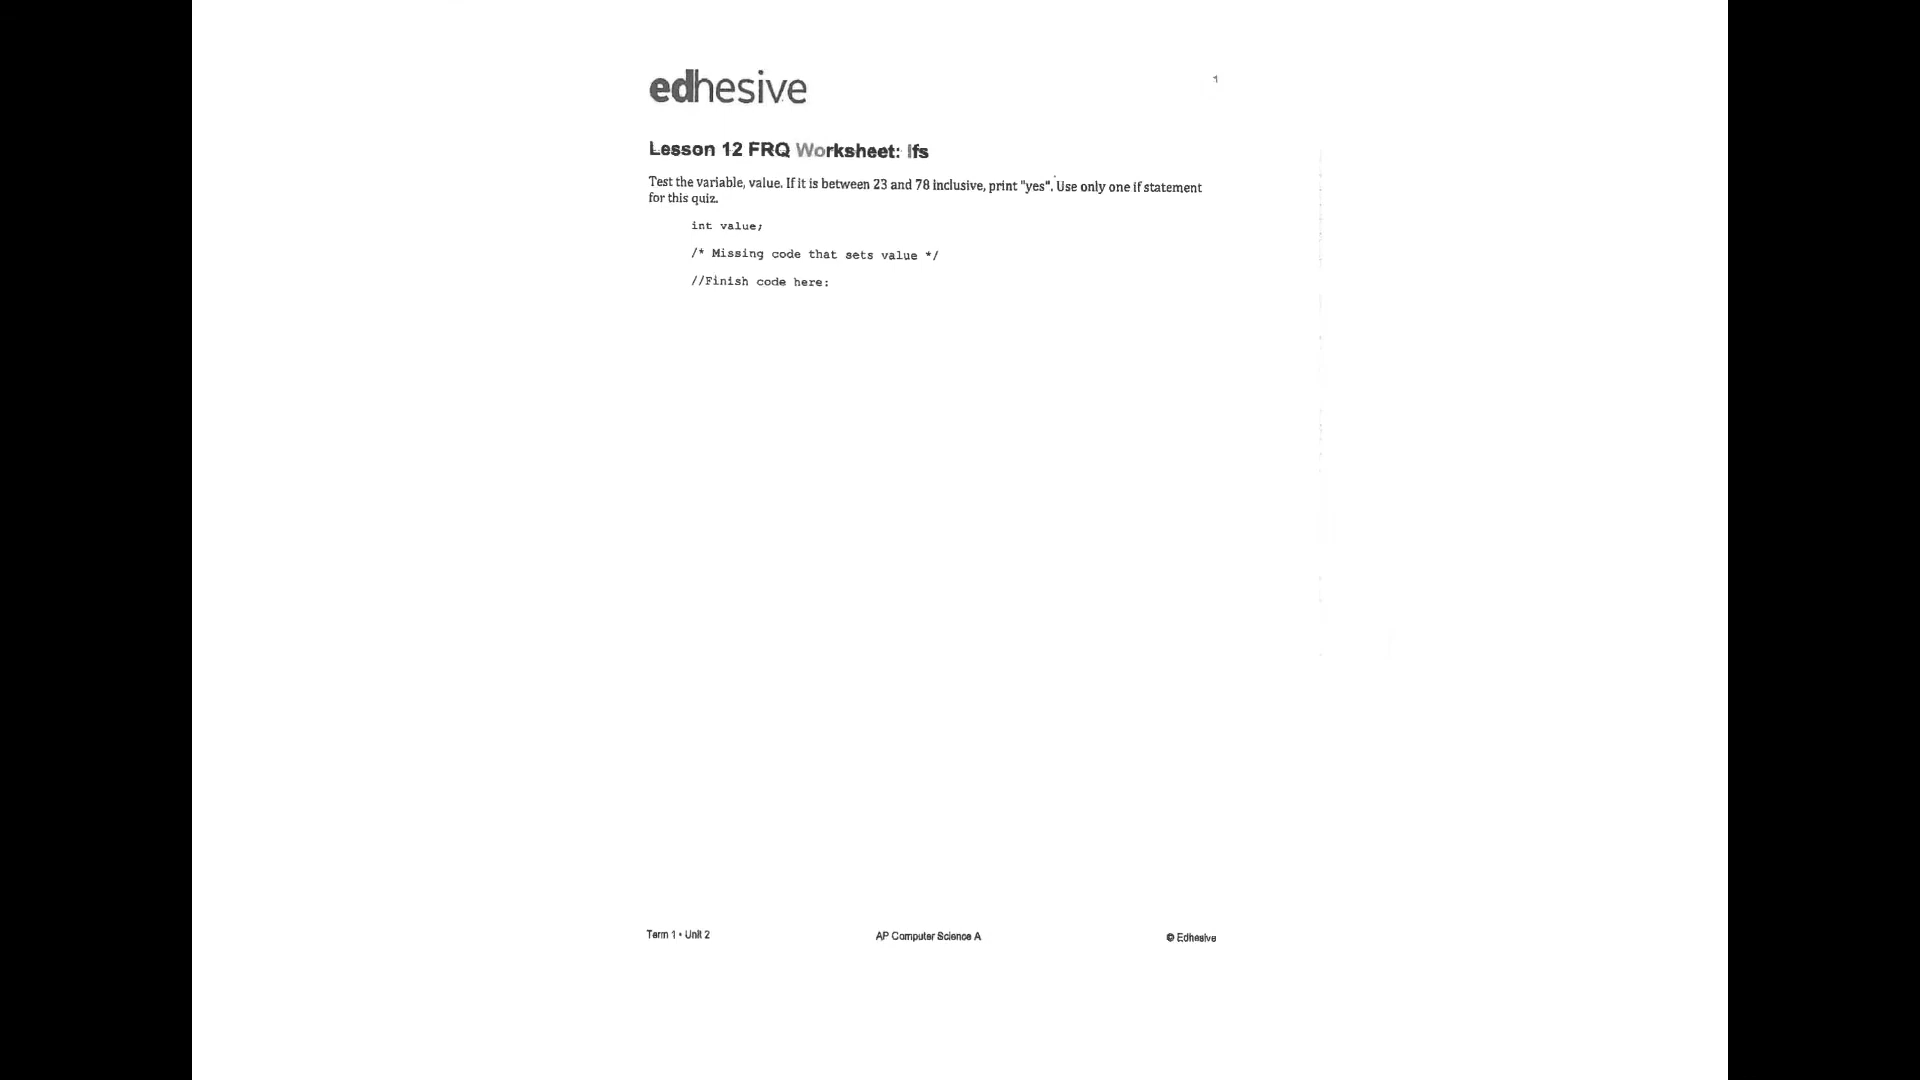 edhesive
1
Lesson 12 FRQ Worksheet: Ifs
Test the variable, value. If it is between 23 and 78 inclusive, print "yes". Use only one if statement
for this quiz.
int value;
/* Missing code that sets value */
//Finish code here:
Term 1 • Unit 2
AP Computer Science A
© Edhesive